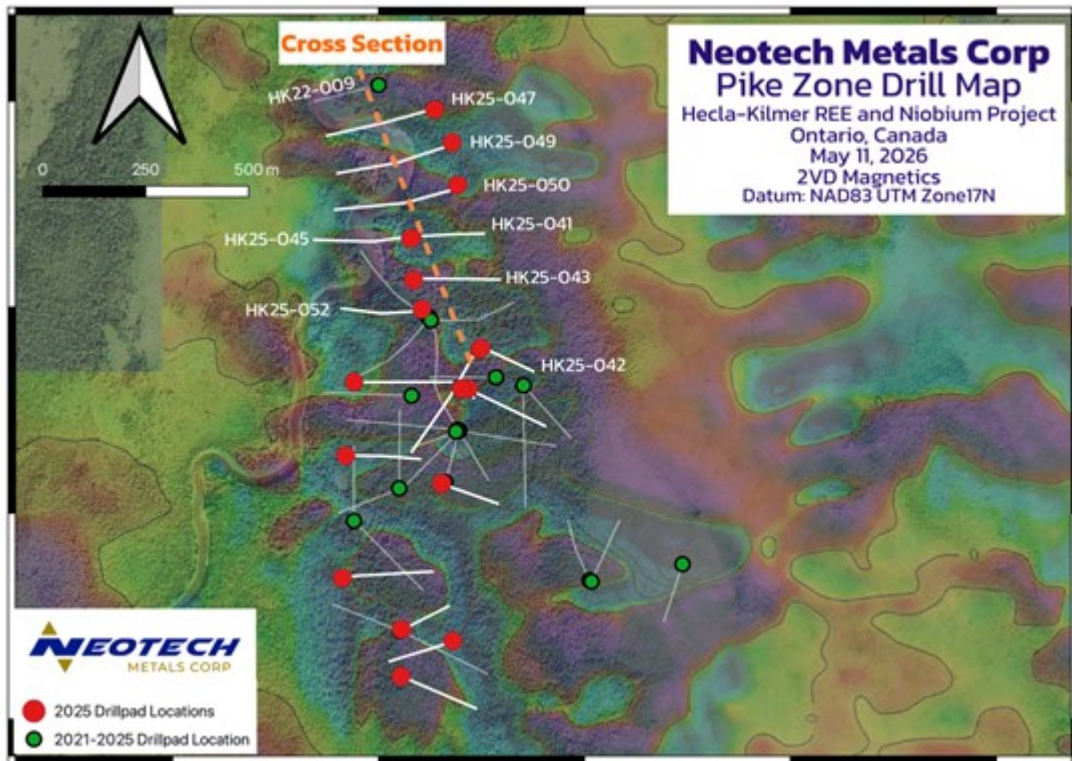 Cross Section
Neotech Metals Corp
Pike Zone Drill Map
Hecla-Kilmer REE and Niobium Project
Ontario, Canada
May 11, 2026
2VD Magnetics
Datum: NAD83 UTM Zone17N
HK22-009
HK25-047
HK25-049
0 250 500 m
HK25-050
HK25-045
HK25-041
HK25-043
HK25-052
HK25-042
NEOTECH
METALS CORP
2025 Drillpad Locations
2021-2025 Drillpad Location